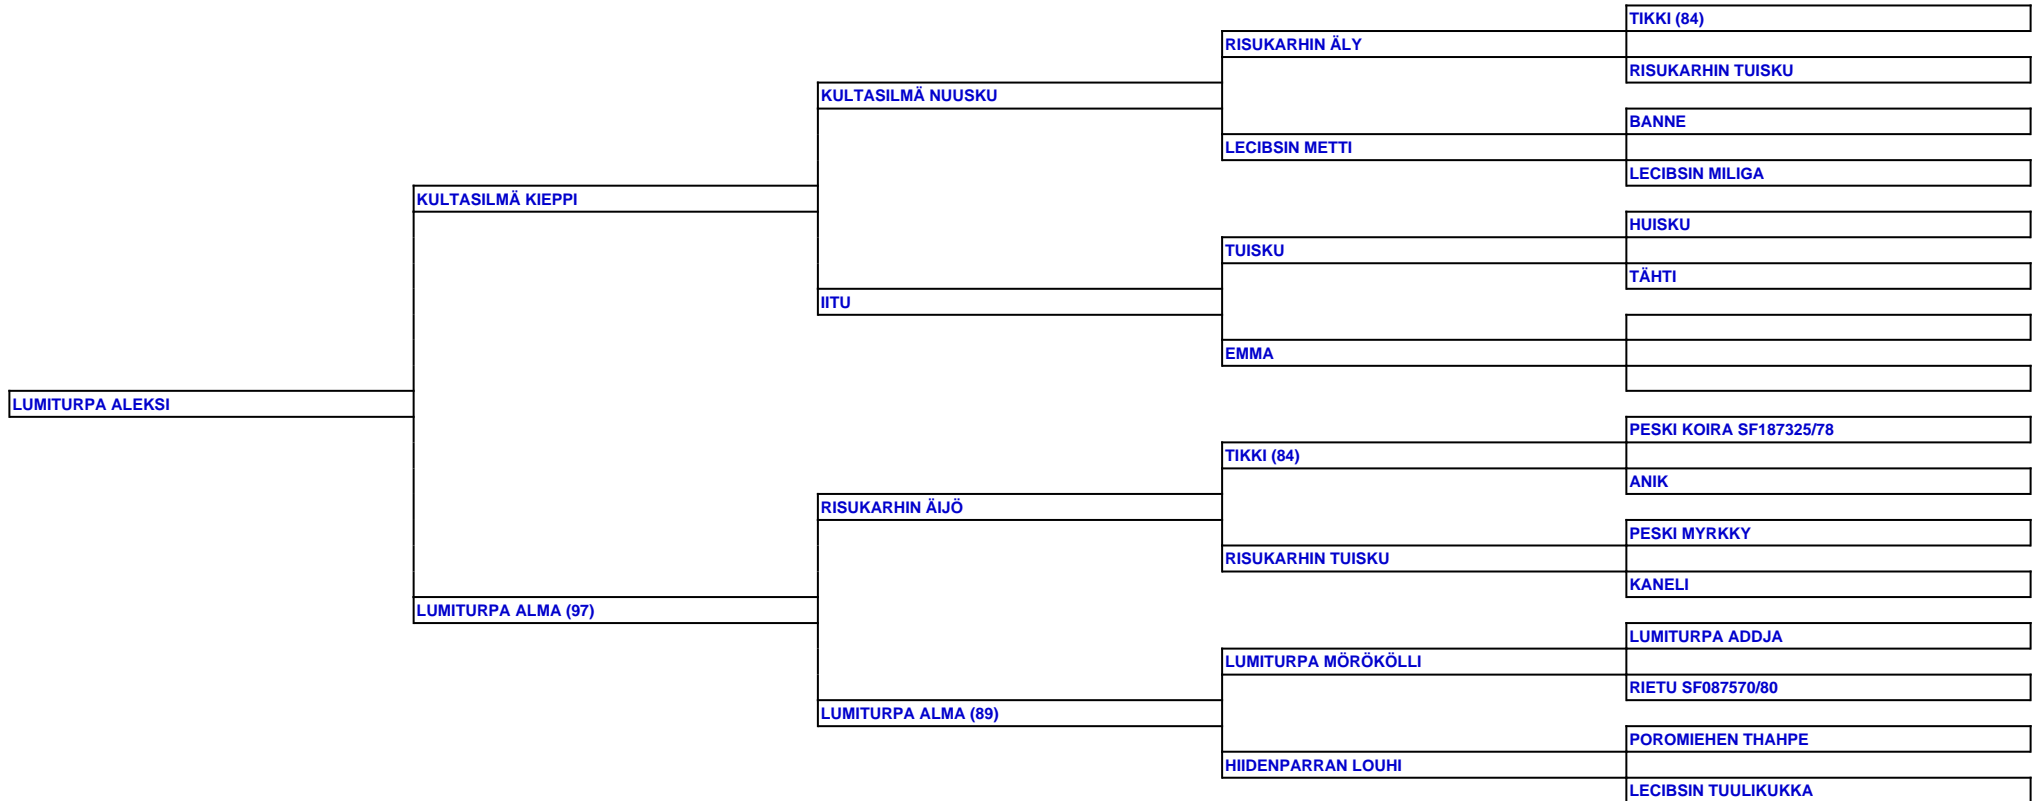 TIKKI (84)
RISUKARHIN ÄLY
RISUKARHIN TUISKU
KULTASILMÄ NUUSKU
BANNE
LECIBSIN METTI
LECIBSIN MILIGA
KULTASILMÄ KIEPPI
HUISKU
TUISKU
TÄHTI
IITU
EMMA
LUMITURPA ALEKSI
PESKI KOIRA SF187325/78
TIKKI (84)
ANIK
RISUKARHIN ÄIJÖ
PESKI MYRKKY
RISUKARHIN TUISKU
KANELI
LUMITURPA ALMA (97)
LUMITURPA ADDJA
LUMITURPA MÖRÖKÖLLI
RIETU SF087570/80
LUMITURPA ALMA (89)
POROMIEHEN THAHPE
HIIDENPARRAN LOUHI
LECIBSIN TUULIKUKKA